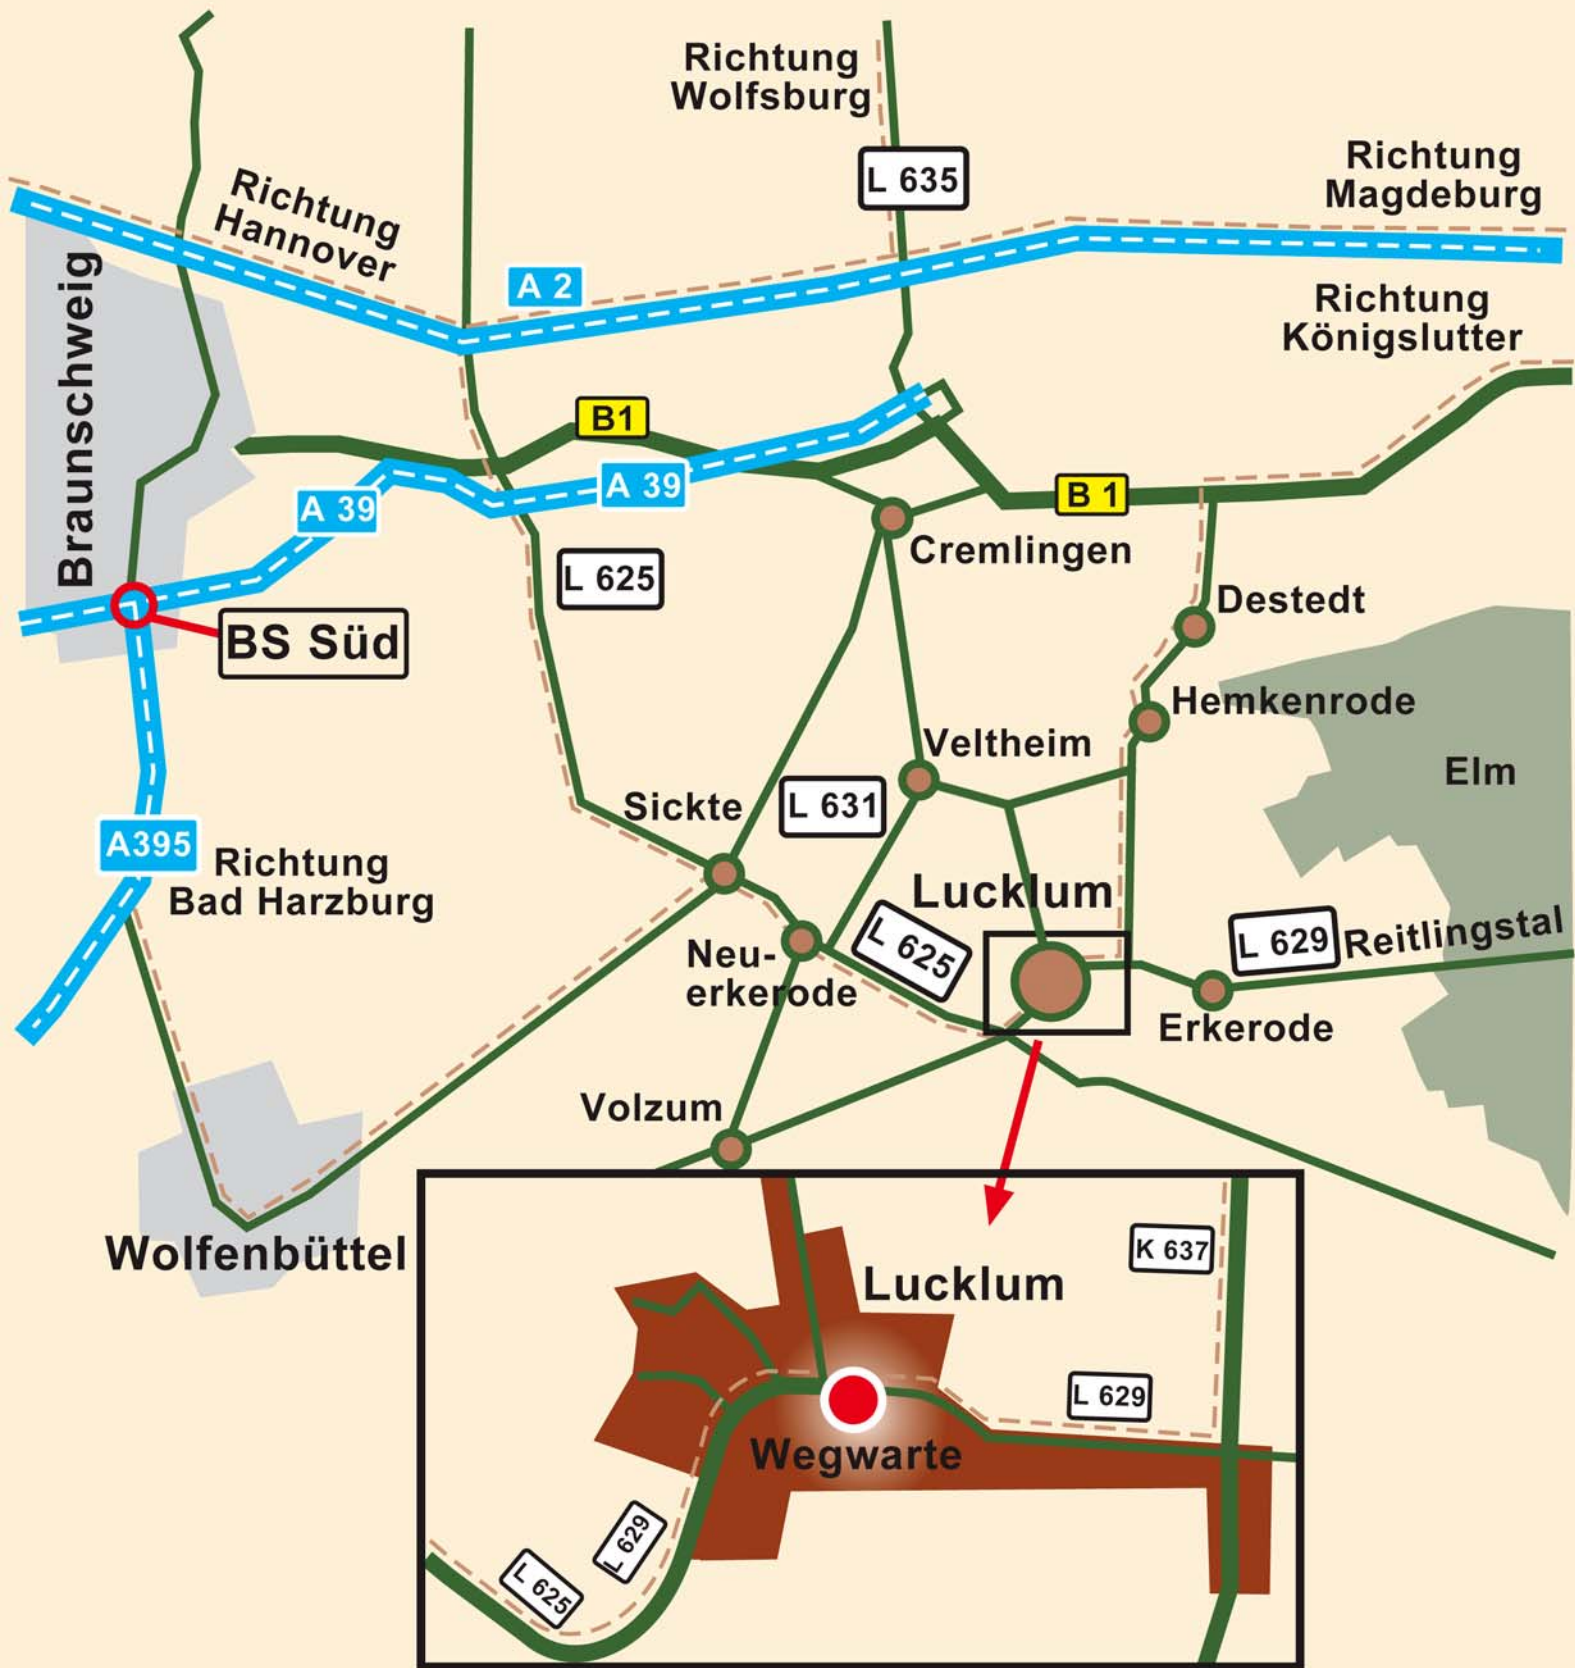 Richtung
Wolfsburg
L 635
Richtung
Magdeburg
Richtung
Hannover
A 2
Richtung
Königslutter
Braunschweig
B1
A 39
A 39
B 1
Cremlingen
L 625
Destedt
BS Süd
Hemkenrode
Veltheim
Elm
Sickte
L 631
A395
Richtung
Bad Harzburg
Lucklum
L 625
L 629
Reitlingstal
Neu-
erkerode
Erkerode
Volzum
Wolfenbüttel
K 637
Lucklum
L 629
Wegwarte
L 629
L 625